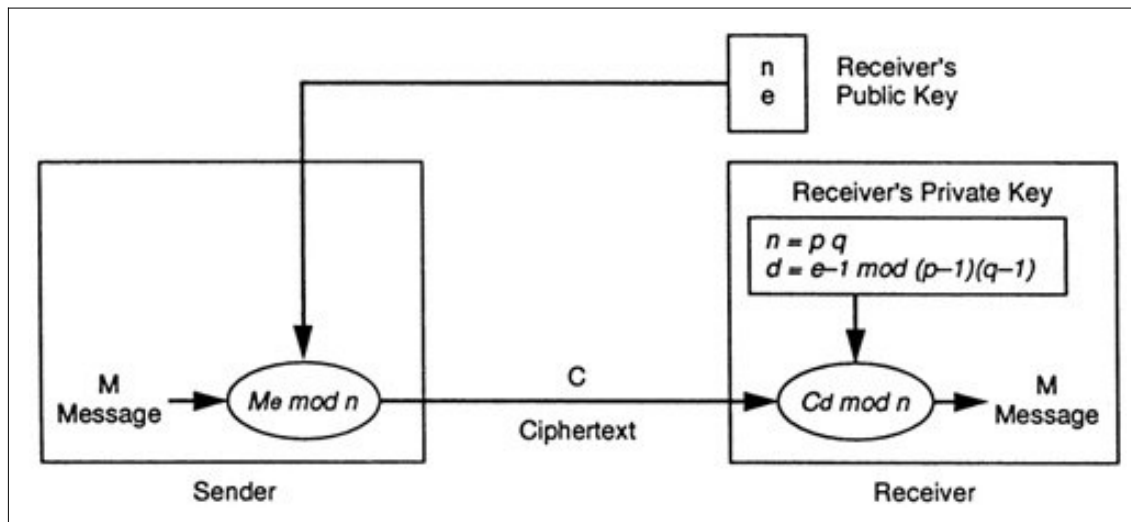 n
e
Receiver's
Public Key
Receiver's Private Key
n = p q
d = e–1 mod (p–1)(q–1)
M
Message
Me mod n
C
Ciphertext
Cd mod n
M
Message
Sender
Receiver